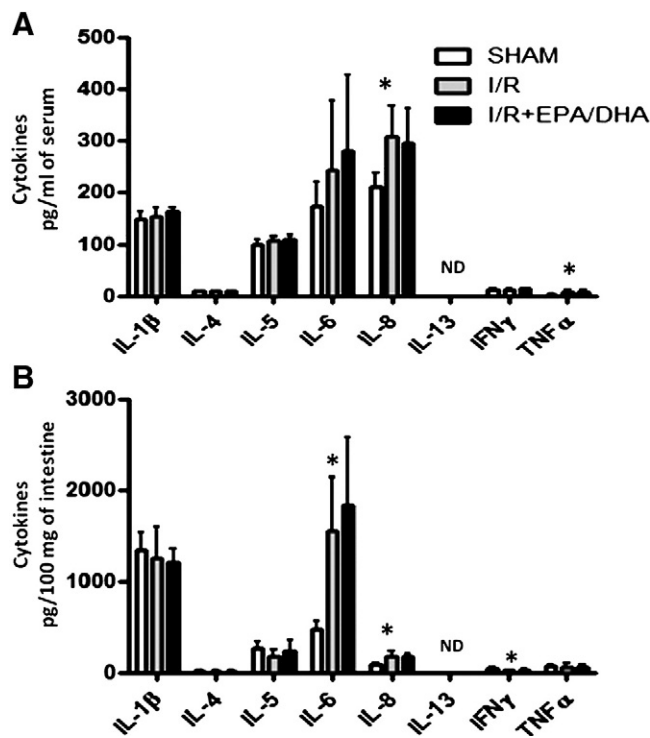 A
500
400
300
200
100
0
Cytokines
pg/ml of serum
SHAM
I/R
I/R+EPA/DHA
*
ND
*
IL-1β
IL-4
IL-5
IL-6
IL-8
IL-13
IFNγ
TNFα
B
3000
2000
1000
0
Cytokines
pg/100 mg of intestine
*
*
ND
*
IL-1β
IL-4
IL-5
IL-6
IL-8
IL-13
IFNγ
TNFα